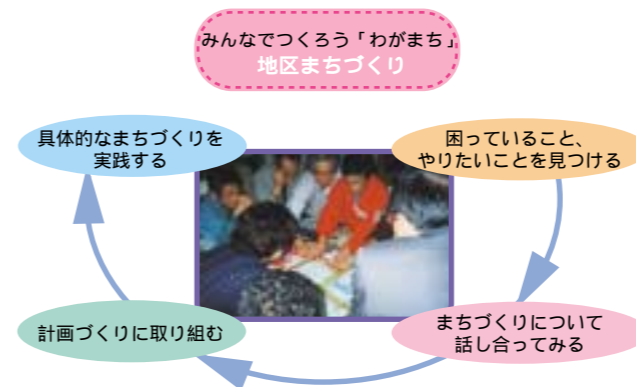 みんなでつくろう「わがまち」
地区まちづくり
困っていること、
やりたいことを見つける
まちづくりについて
話し合ってみる
計画づくりに取り組む
具体的なまちづくりを
実践する